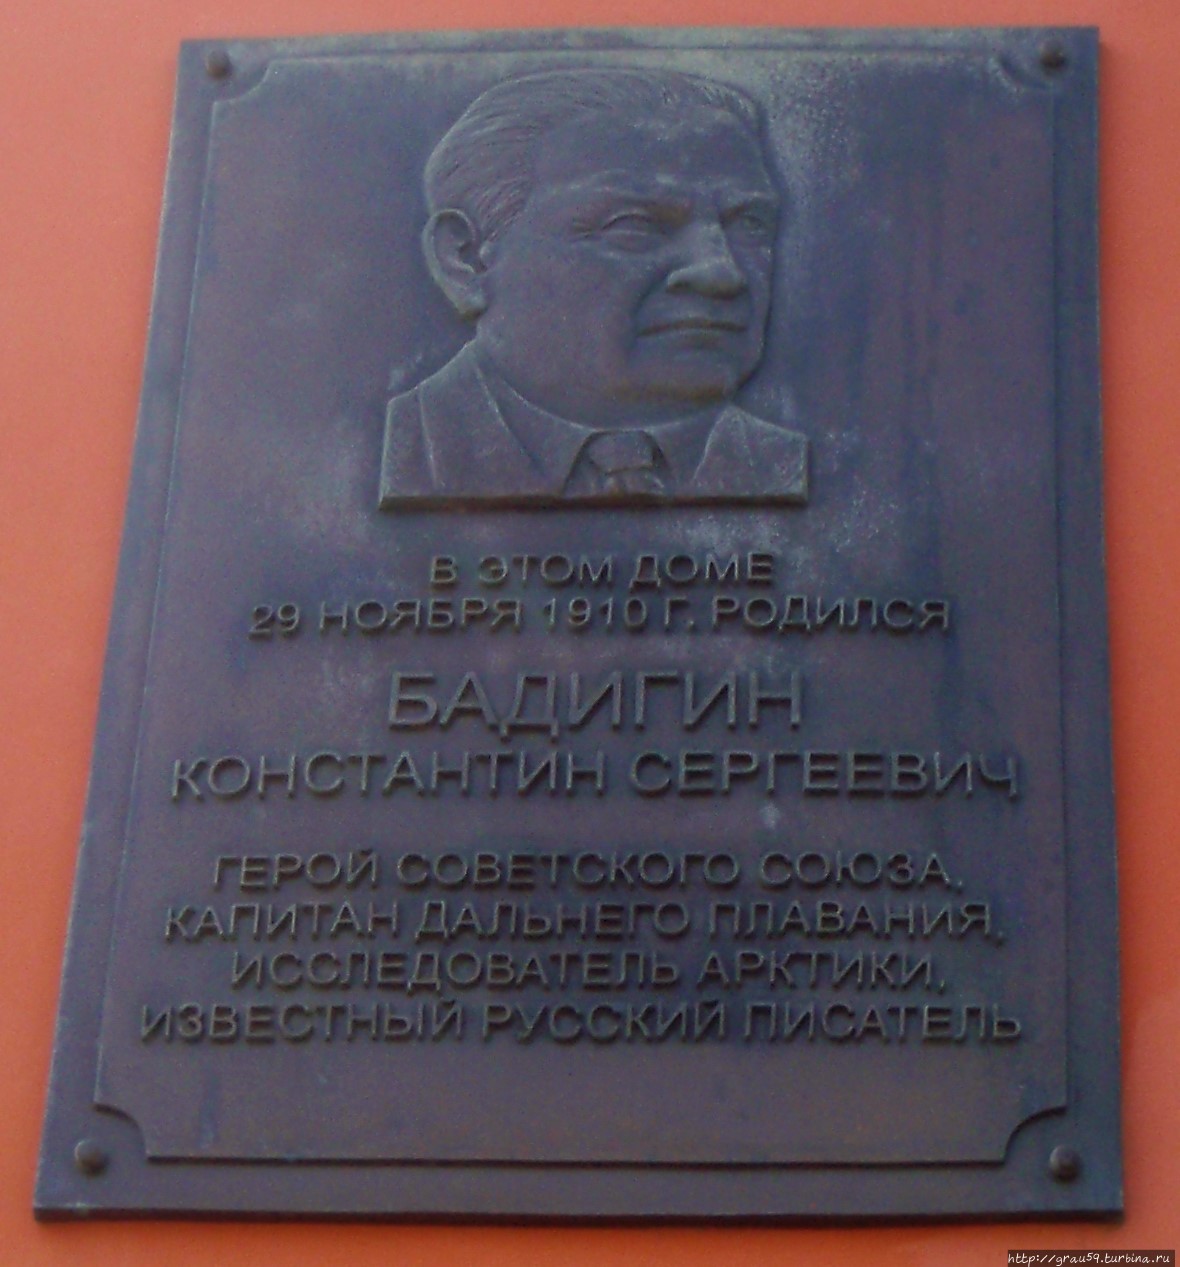 В ЭТОМ ДОМЕ
29 НОЯБРЯ 1910 Г. РОДИЛСЯ
БАДИГИН
КОНСТАНТИН СЕРГЕЕВИЧ
ГЕРОЙ СОВЕТСКОГО СОЮЗА,
КАПИТАН ДАЛЬНЕГО ПЛАВАНИЯ,
ИССЛЕДОВАТЕЛЬ АРКТИКИ,
ИЗВЕСТНЫЙ РУССКИЙ ПИСАТЕЛЬ
http://grau59.turbina.ru